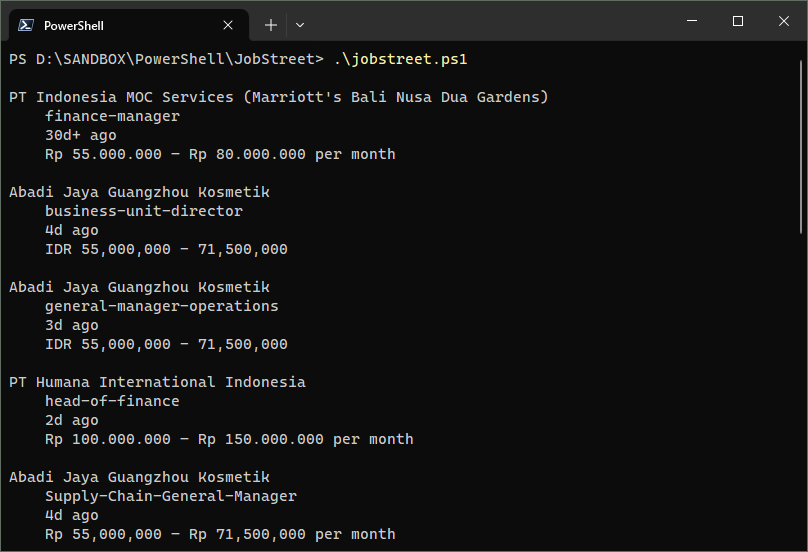 PowerShell
PS D:\SANDBOX\PowerShell\JobStreet> .\jobstreet.ps1
PT Indonesia MOC Services (Marriott's Bali Nusa Dua Gardens)
finance-manager
30d+ ago
Rp 55.000.000 – Rp 80.000.000 per month
Abadi Jaya Guangzhou Kosmetik
business-unit-director
4d ago
IDR 55,000,000 - 71,500,000
Abadi Jaya Guangzhou Kosmetik
general-manager-operations
3d ago
IDR 55,000,000 - 71,500,000
PT Humana International Indonesia
head-of-finance
2d ago
Rp 100.000.000 – Rp 150.000.000 per month
Abadi Jaya Guangzhou Kosmetik
Supply-Chain-General-Manager
4d ago
Rp 55,000,000 – Rp 71,500,000 per month